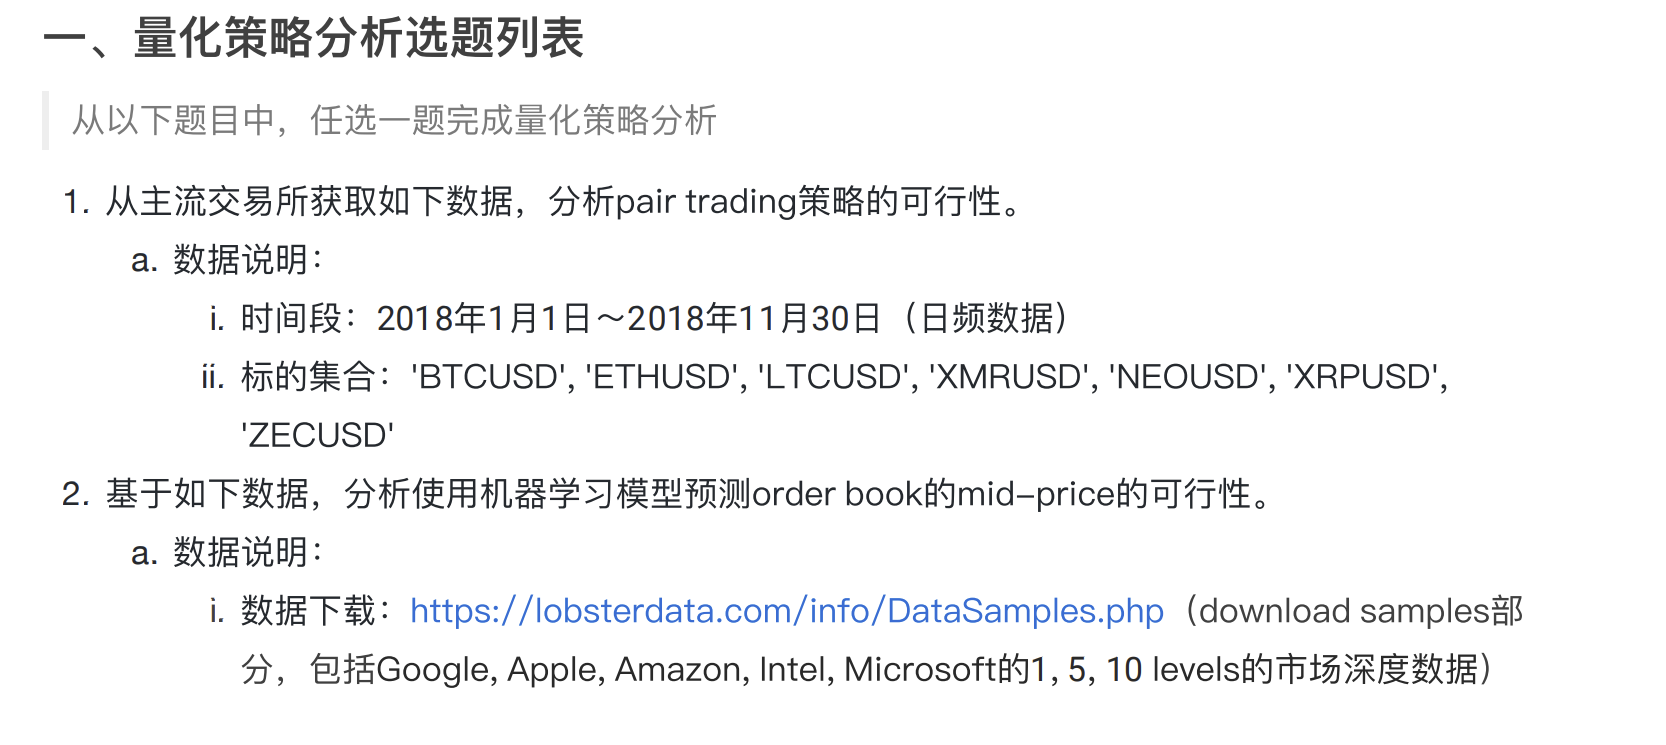 一、量化策略分析选题列表
从以下题目中，任选一题完成量化策略分析
1. 从主流交易所获取如下数据，分析pair trading策略的可行性。
a. 数据说明：
i. 时间段：2018年1月1日～2018年11月30日（日频数据）
ii. 标的集合：'BTCUSD', 'ETHUSD', 'LTCUSD', 'XMRUSD', 'NEOUSD', 'XRPUSD',
'ZECUSD'
2. 基于如下数据，分析使用机器学习模型预测order book的mid-price的可行性。
a. 数据说明：
i. 数据下载：https://lobsterdata.com/info/DataSamples.php（download samples部
分，包括Google, Apple, Amazon, Intel, Microsoft的1, 5, 10 levels的市场深度数据）